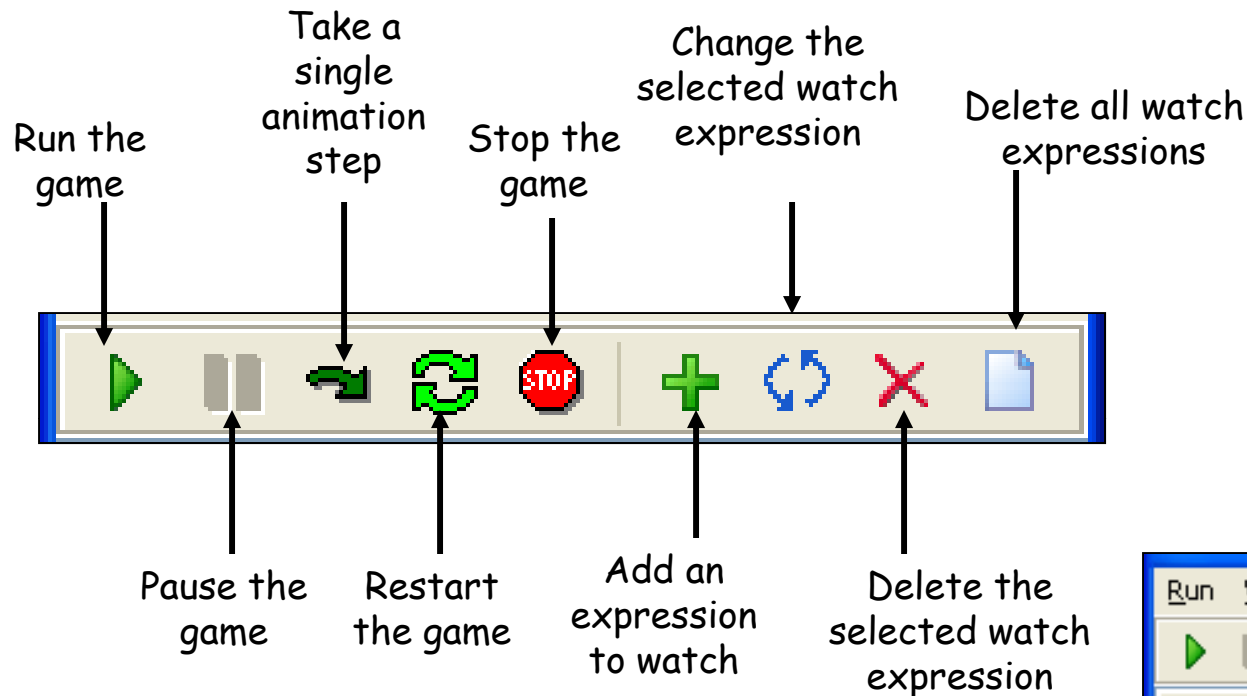 Take a
single
animation
step
Change the
selected watch
expression
Delete all watch
expressions
Run the
game
Stop the
game
STOP
Pause the
game
Restart
the game
Add an
expression
to watch
Delete the
selected watch
expression
Run